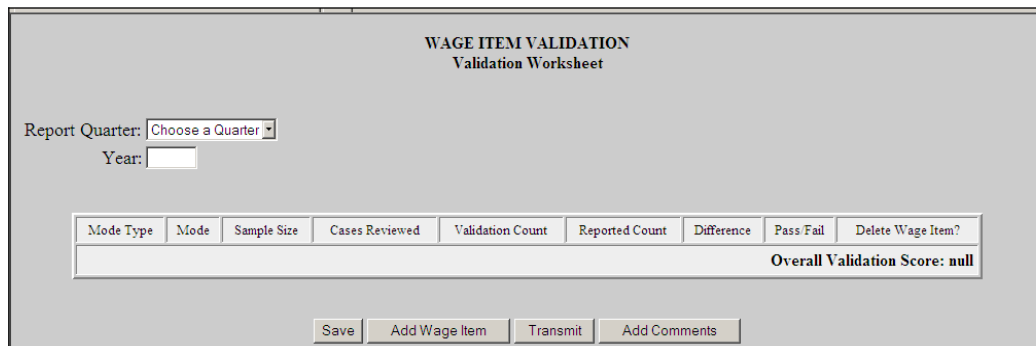 WAGE ITEM VALIDATION
Validation Worksheet
Report Quarter: Choose a Quarter
Year:
Mode Type Mode Sample Size Cases Reviewed Validation Count Reported Count Difference Pass/Fail Delete Wage Item?
Overall Validation Score: null
Save Add Wage Item Transmit Add Comments